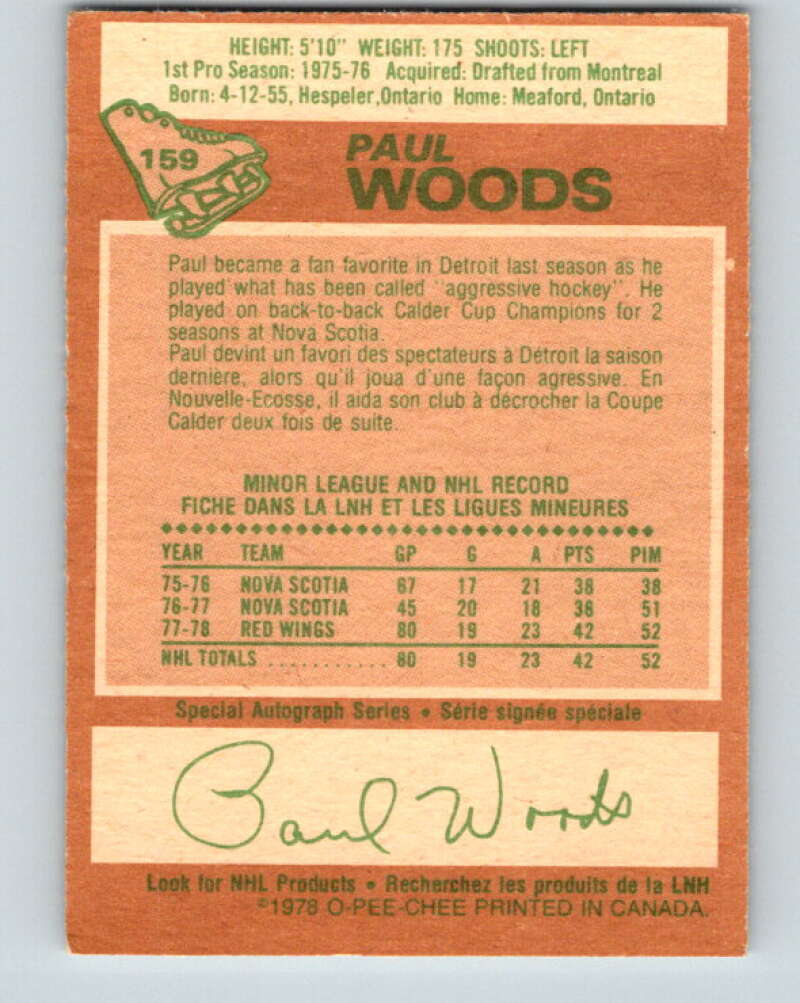 HEIGHT: 5'10" WEIGHT: 175 SHOOTS: LEFT
1st Pro Season: 1975-76 Acquired: Drafted from Montreal
Born: 4-12-55, Hespeler, Ontario Home: Meaford, Ontario
159
PAUL
WOODS
Paul became a fan favorite in Detroit last season as he
played what has been called "aggressive hockey". He
played on back-to-back Calder Cup Champions for 2
seasons at Nova Scotia.
Paul devint un favori des spectateurs à Détroit la saison
dernière, alors qu'il joua d'une façon agressive. En
Nouvelle-Ecosse, il aida son club à décrocher la Coupe
Calder deux fois de suite.
MINOR LEAGUE AND NHL RECORD
FICHE DANS LA LNH ET LES LIGUES MINEURES
YEAR TEAM GP G A PTS PIM
75-76 NOVA SCOTIA 67 17 21 38 38
76-77 NOVA SCOTIA 45 20 18 38 51
77-78 RED WINGS 80 19 23 42 52
NHL TOTALS ........... 80 19 23 42 52
Special Autograph Series • Série signée spéciale
Paul Woods
Look for NHL Products • Recherchez les produits de la LNH
©1978 O-PEE-CHEE PRINTED IN CANADA.